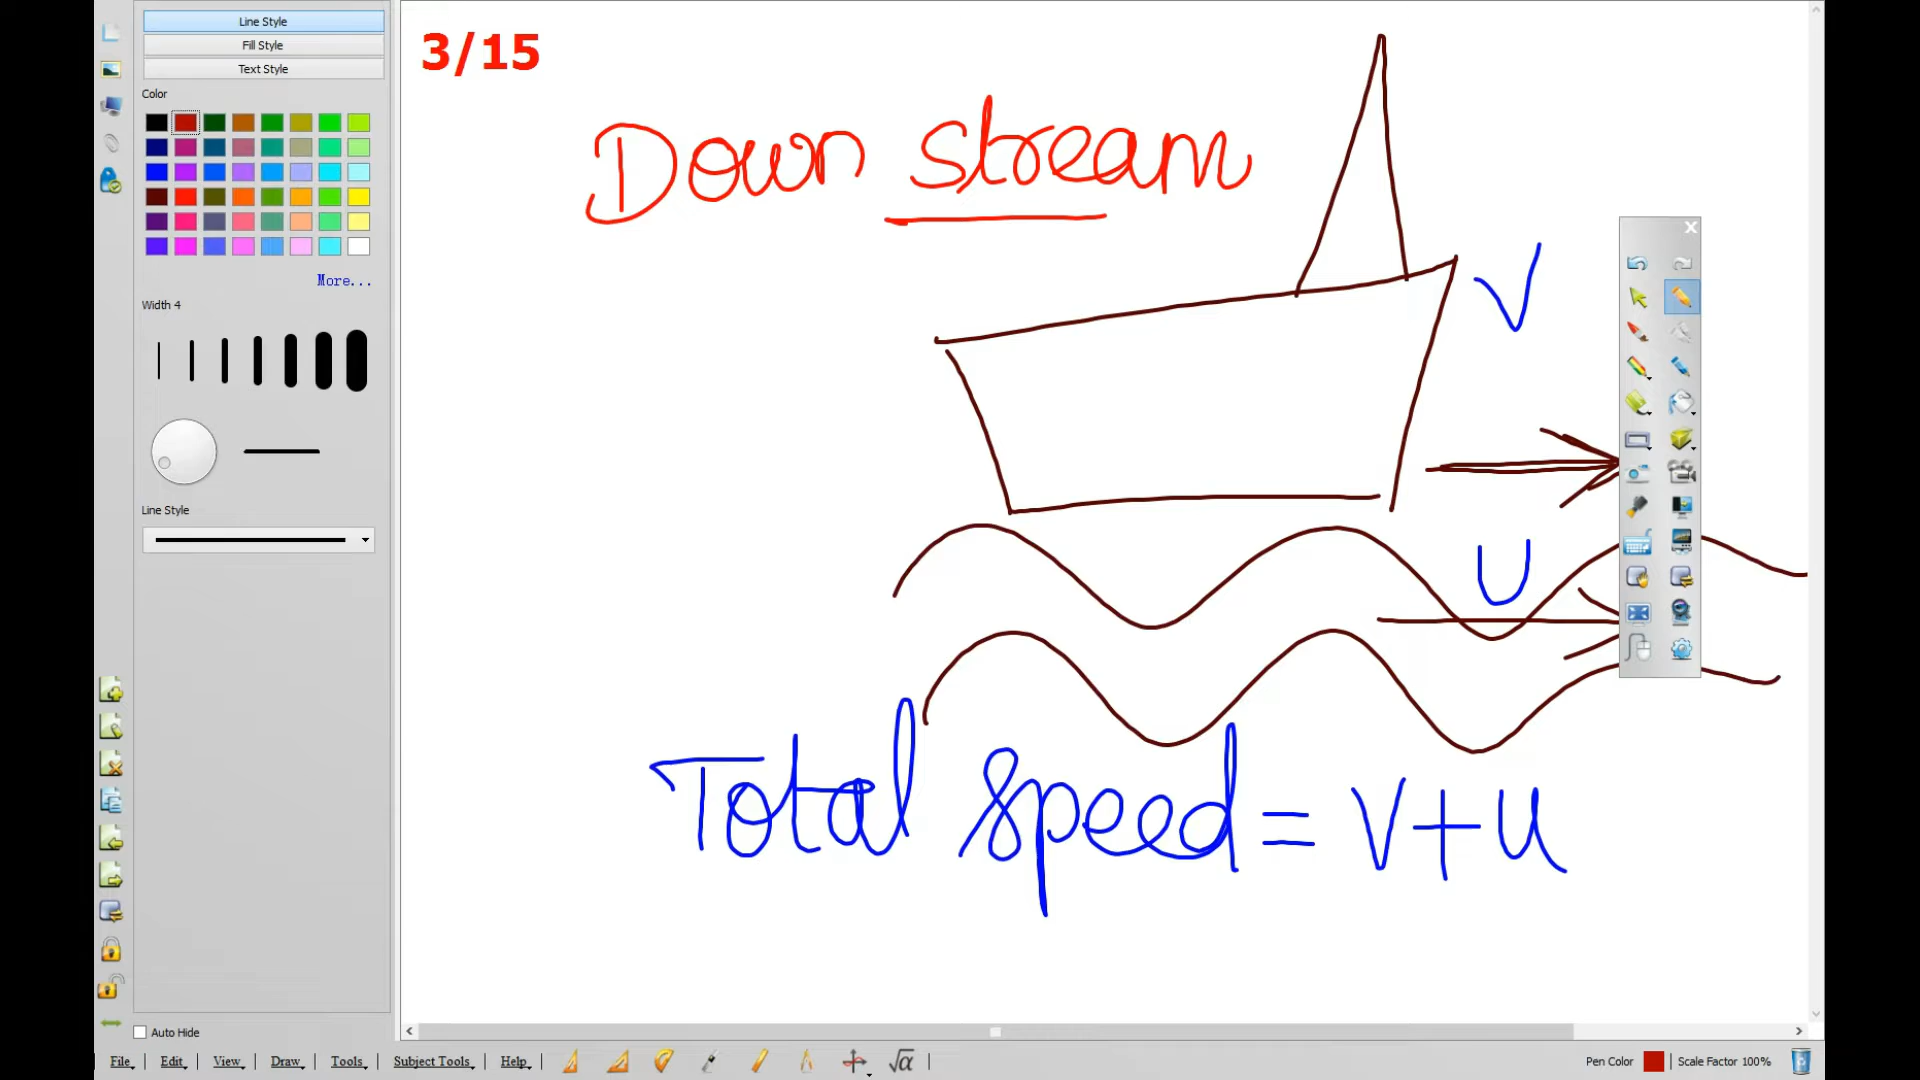 Line Style
Fill Style
Text Style
Color
More...
Width 4
Line Style
Auto Hide
3/15
Down stream
V
U
Total speed = V+u
File
Edit
View
Draw
Tools
Subject Tools
Help
Pen Color
Scale Factor 100%